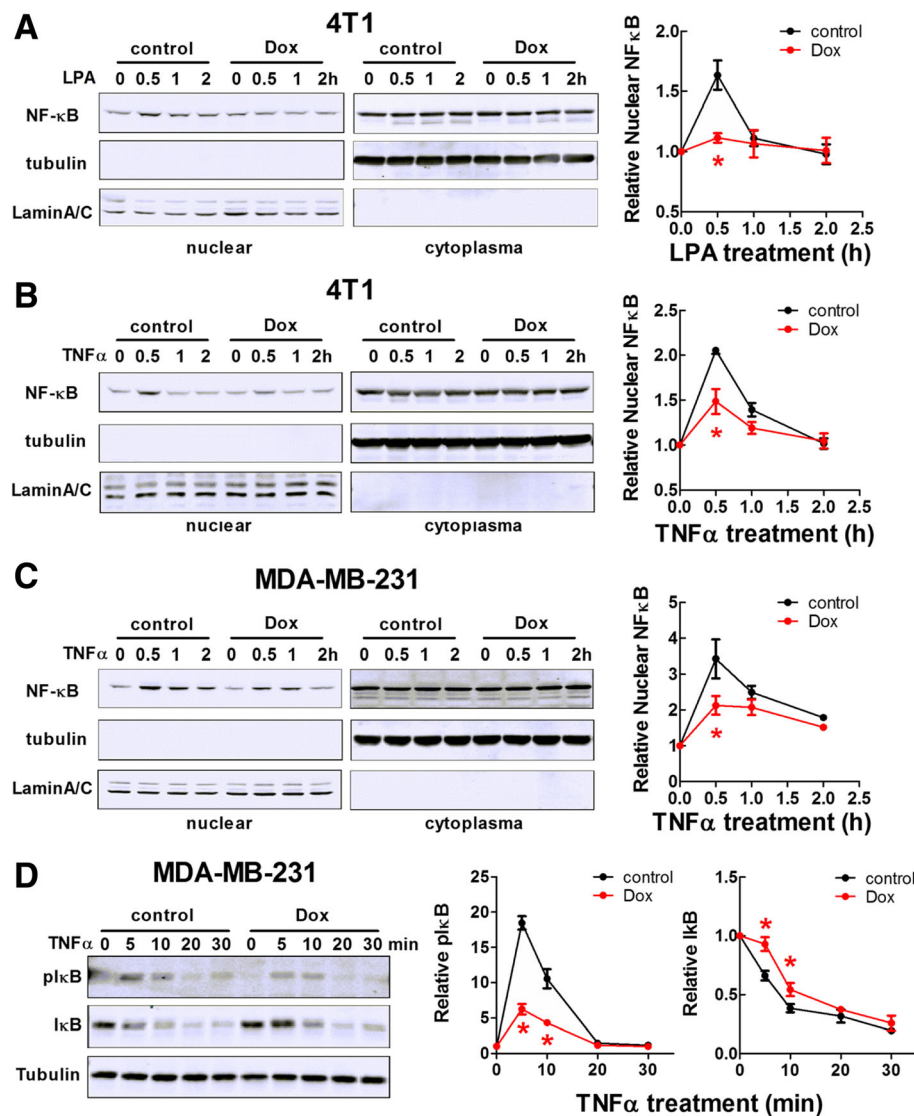 A
4T1
control Dox
LPA 0 0.5 1 2 0 0.5 1 2h 0 0.5 1 2 0 0.5 1 2h
control Dox
NF-κB
tubulin
LaminA/C
nuclear cytoplasma
Relative Nuclear NFκB
2.0
1.5
1.0
0.5
control
Dox
*
0.0 0.5 1.0 1.5 2.0 2.5
LPA treatment (h)
B
4T1
control Dox control Dox
TNFα 0 0.5 1 2 0 0.5 1 2h 0 0.5 1 2 0 0.5 1 2h
NF-κB
tubulin
LaminA/C
nuclear cytoplasma
Relative Nuclear NFκB
2.5
2.0
1.5
1.0
0.5
control
Dox
*
0.0 0.5 1.0 1.5 2.0 2.5
TNFα treatment (h)
C
MDA-MB-231
control Dox control Dox
TNFα 0 0.5 1 2 0 0.5 1 2h 0 0.5 1 2 0 0.5 1 2h
NF-κB
tubulin
LaminA/C
nuclear cytoplasma
Relative Nuclear NFκB
5
4
3
2
1
0
control
Dox
*
0.0 0.5 1.0 1.5 2.0 2.5
TNFα treatment (h)
D
MDA-MB-231
control Dox
TNFα 0 5 10 20 30 0 5 10 20 30 min
pIκB
IκB
Tubulin
Relative pIκB
25
20
15
10
5
0
control
Dox
* *
0 10 20 30
Relative IkB
1.5
1.0
0.5
0.0
control
Dox
*
*
0 10 20 30
TNFα treatment (min)